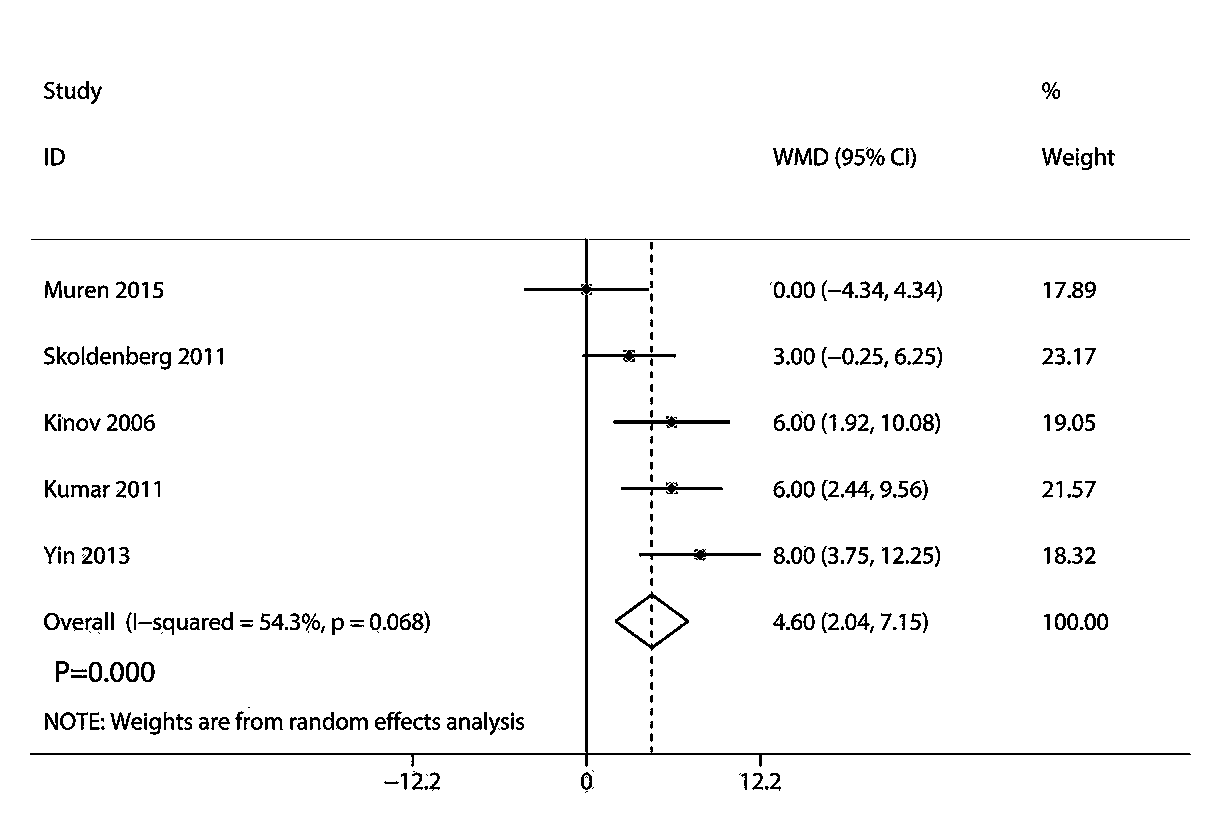 Study %
ID WMD (95% CI) Weight
Muren 2015 0.00 (−4.34, 4.34) 17.89
Skoldenberg 2011 3.00 (−0.25, 6.25) 23.17
Kinov 2006 6.00 (1.92, 10.08) 19.05
Kumar 2011 6.00 (2.44, 9.56) 21.57
Yin 2013 8.00 (3.75, 12.25) 18.32
Overall (I−squared = 54.3%, p = 0.068) 4.60 (2.04, 7.15) 100.00
P=0.000
NOTE: Weights are from random effects analysis
−12.2 0 12.2